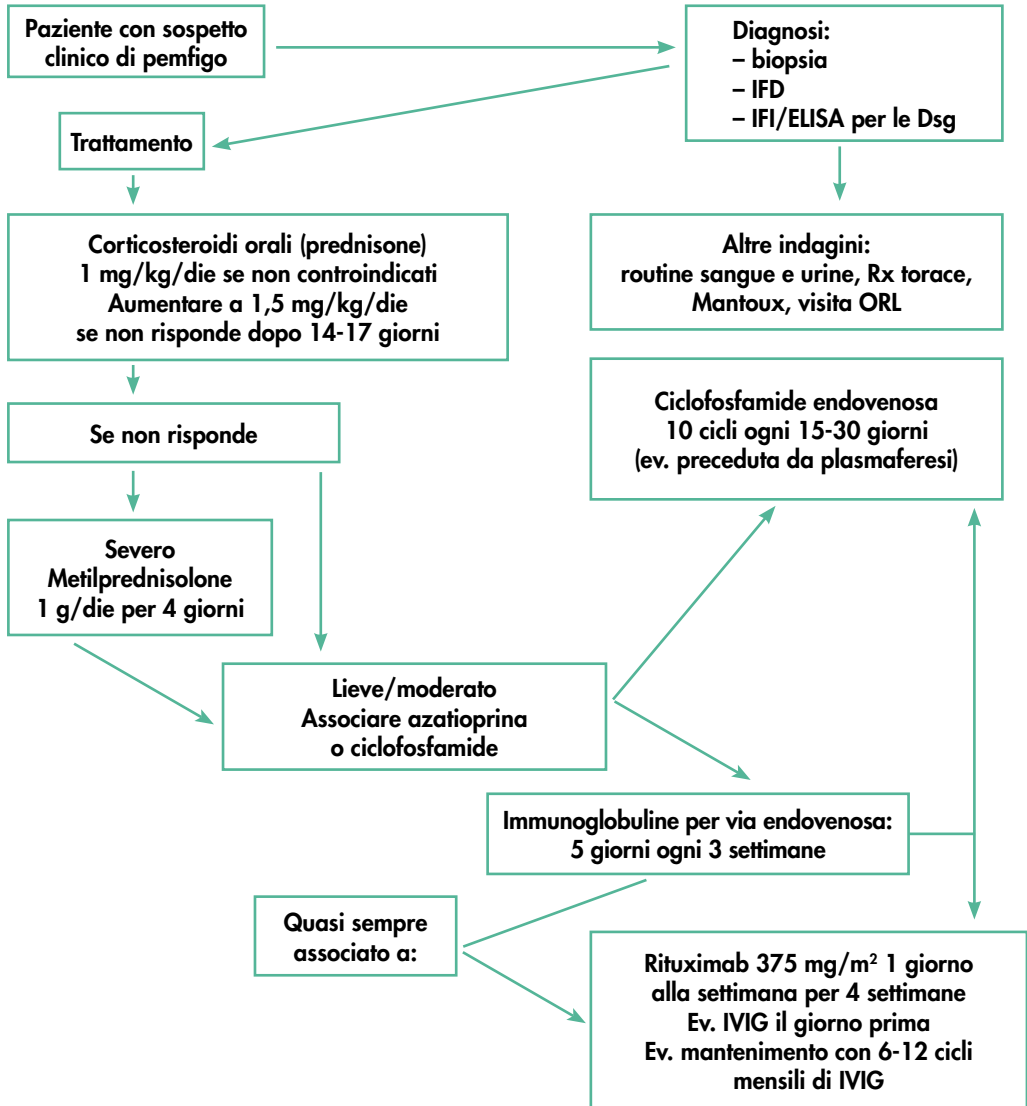 Paziente con sospetto
clinico di pemfigo
Diagnosi:
– biopsia
– IFD
– IFI/ELISA per le Dsg
Trattamento
Corticosteroidi orali (prednisone)
1 mg/kg/die se non controindicati
Aumentare a 1,5 mg/kg/die
se non risponde dopo 14-17 giorni
Altre indagini:
routine sangue e urine, Rx torace,
Mantoux, visita ORL
Se non risponde
Ciclofosfamide endovenosa
10 cicli ogni 15-30 giorni
(ev. preceduta da plasmaferesi)
Severo
Metilprednisolone
1 g/die per 4 giorni
Lieve/moderato
Associare azatioprina
o ciclofosfamide
Immunoglobuline per via endovenosa:
5 giorni ogni 3 settimane
Quasi sempre
associato a:
Rituximab 375 mg/m² 1 giorno
alla settimana per 4 settimane
Ev. IVIG il giorno prima
Ev. mantenimento con 6-12 cicli
mensili di IVIG